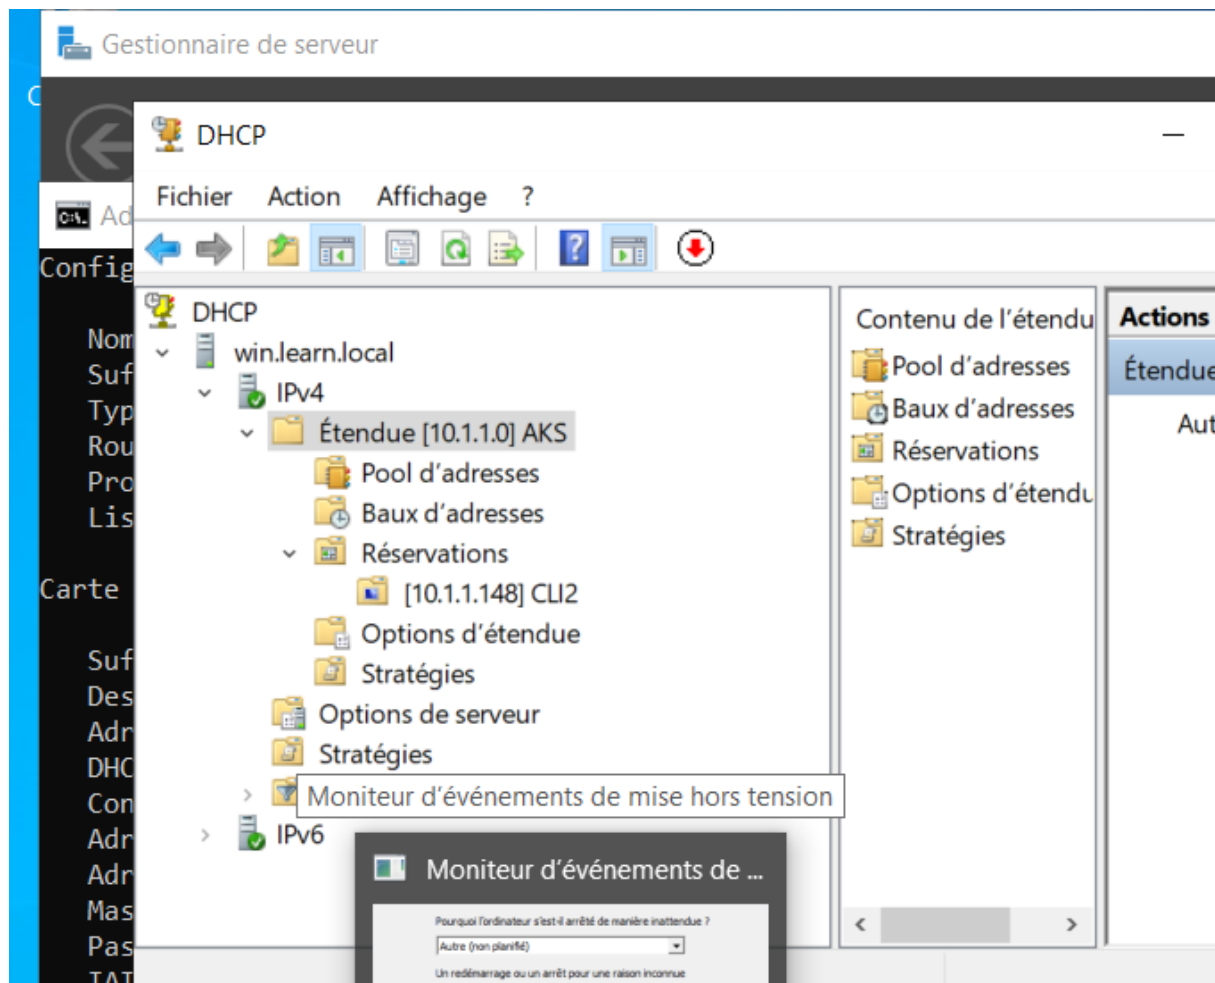 Gestionnaire de serveur
DHCP
Fichier Action Affichage ?
Ad
Config
Nom
Suf
Typ
Rou
Pro
Lis
Carte
Suf
Des
Adr
DHC
Con
Adr
Adr
Mas
Pas
DHCP
win.learn.local
IPv4
Étendue [10.1.1.0] AKS
Pool d'adresses
Baux d'adresses
Réservations
[10.1.1.148] CLI2
Options d'étendue
Stratégies
Options de serveur
Stratégies
Moniteur d'événements de mise hors tension
IPv6
Moniteur d'événements de ...
Pourquoi l'ordinateur s'est-il arrêté de manière inattendue ?
Autre (non planifié)
Un redémarrage ou un arrêt pour une raison inconnue
Contenu de l'étendu
Pool d'adresses
Baux d'adresses
Réservations
Options d'étendu
Stratégies
Actions
Étendue
Aut